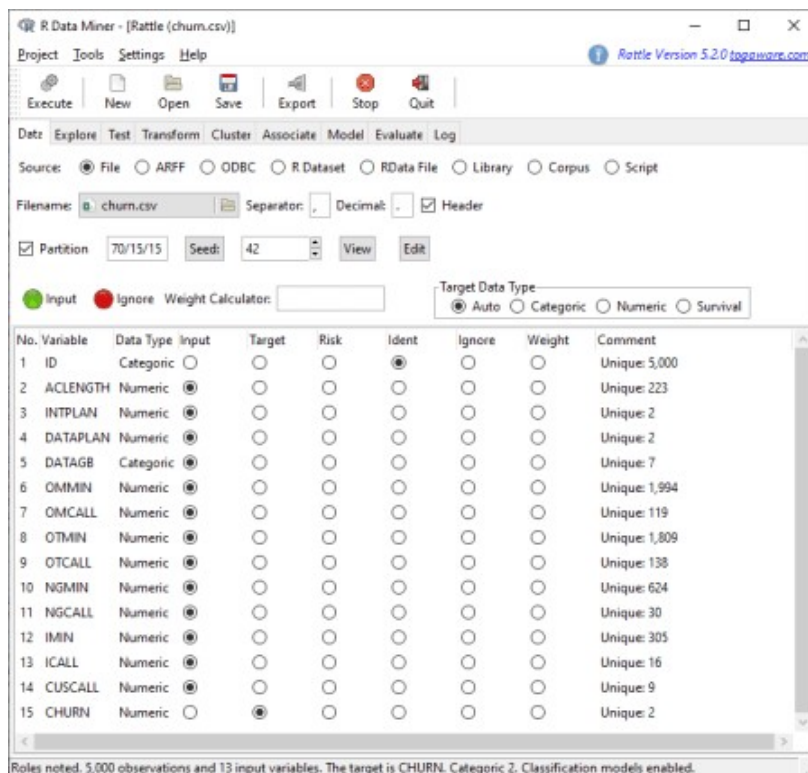 R Data Miner - [Rattle (churn.csv)]
Project Tools Settings Help Rattle Version 5.2.0 togaware.com
Execute New Open Save Export Stop Quit
Data Explore Test Transform Cluster Associate Model Evaluate Log
Source: File ARFF ODBC R Dataset RData File Library Corpus Script
Filename: churn.csv Separator: , Decimal: . Header
Partition 70/15/15 Seed: 42 View Edit
Input Ignore Weight Calculator: Target Data Type
Auto Categoric Numeric Survival
No. Variable Data Type Input Target Risk Ident Ignore Weight Comment
1 ID Categoric Unique: 5,000
2 ACLENGTH Numeric Unique: 223
3 INTPLAN Numeric Unique: 2
4 DATAPLAN Numeric Unique: 2
5 DATAGB Categoric Unique: 7
6 OMMIN Numeric Unique: 1,994
7 OMCALL Numeric Unique: 119
8 OTMIN Numeric Unique: 1,809
9 OTCALL Numeric Unique: 138
10 NGMIN Numeric Unique: 624
11 NGCALL Numeric Unique: 30
12 IMIN Numeric Unique: 305
13 ICALL Numeric Unique: 16
14 CUSCALL Numeric Unique: 9
15 CHURN Numeric Unique: 2
Roles noted. 5,000 observations and 13 input variables. The target is CHURN. Categoric 2. Classification models enabled.